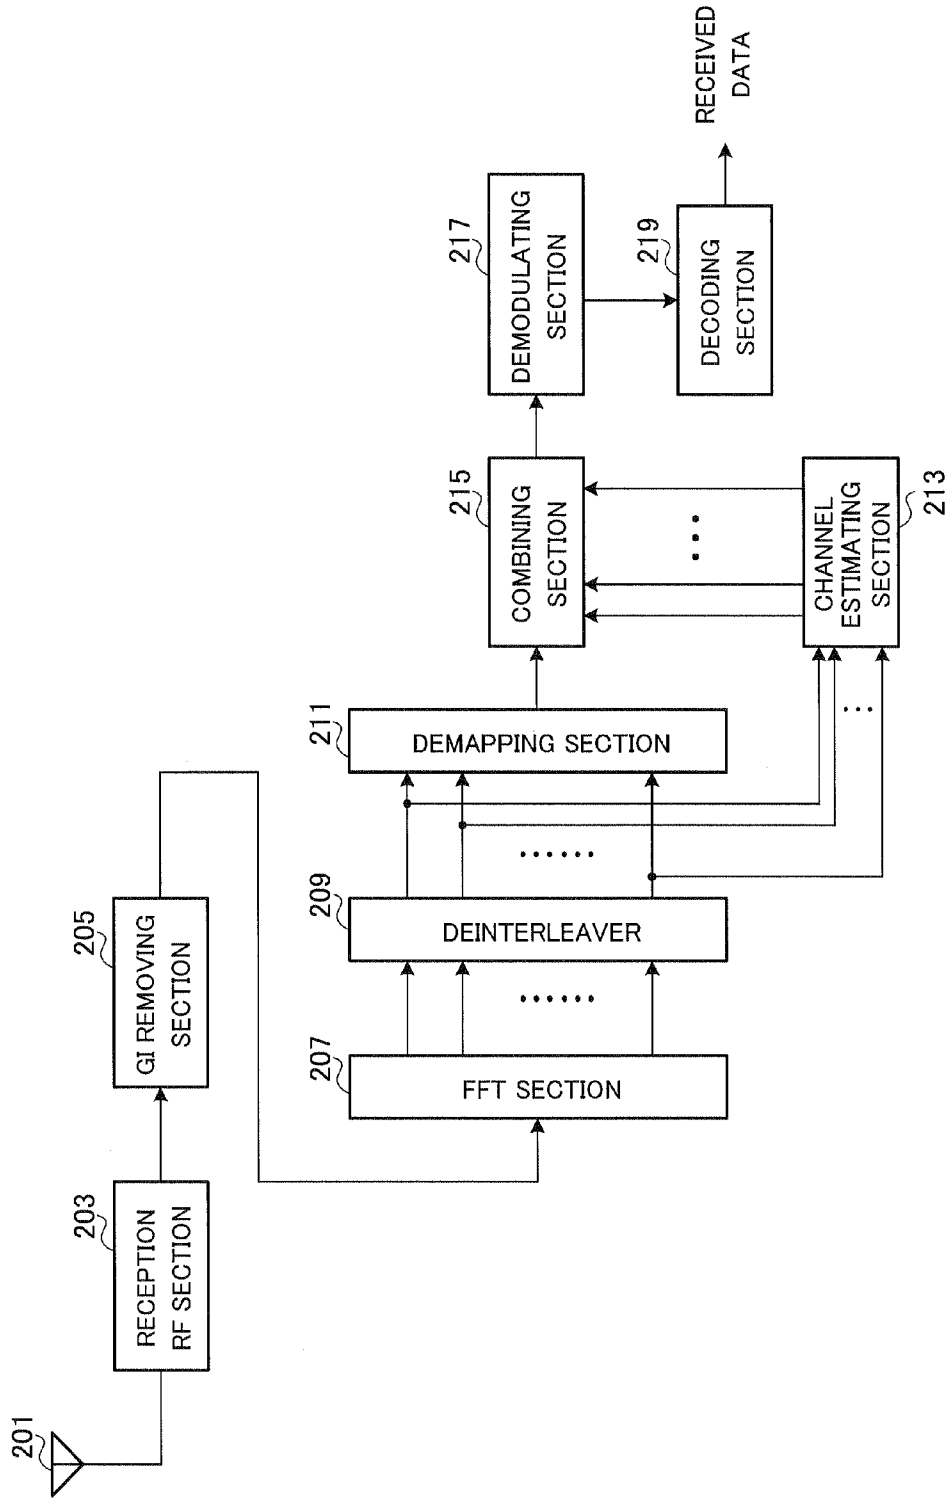 201
203
RECEPTION
RF SECTION
205
GI REMOVING
SECTION
207
FFT SECTION
209
DEINTERLEAVER
211
DEMAPPING SECTION
215
COMBINING
SECTION
213
CHANNEL
ESTIMATING
SECTION
217
DEMODULATING
SECTION
219
DECODING
SECTION
RECEIVED
DATA